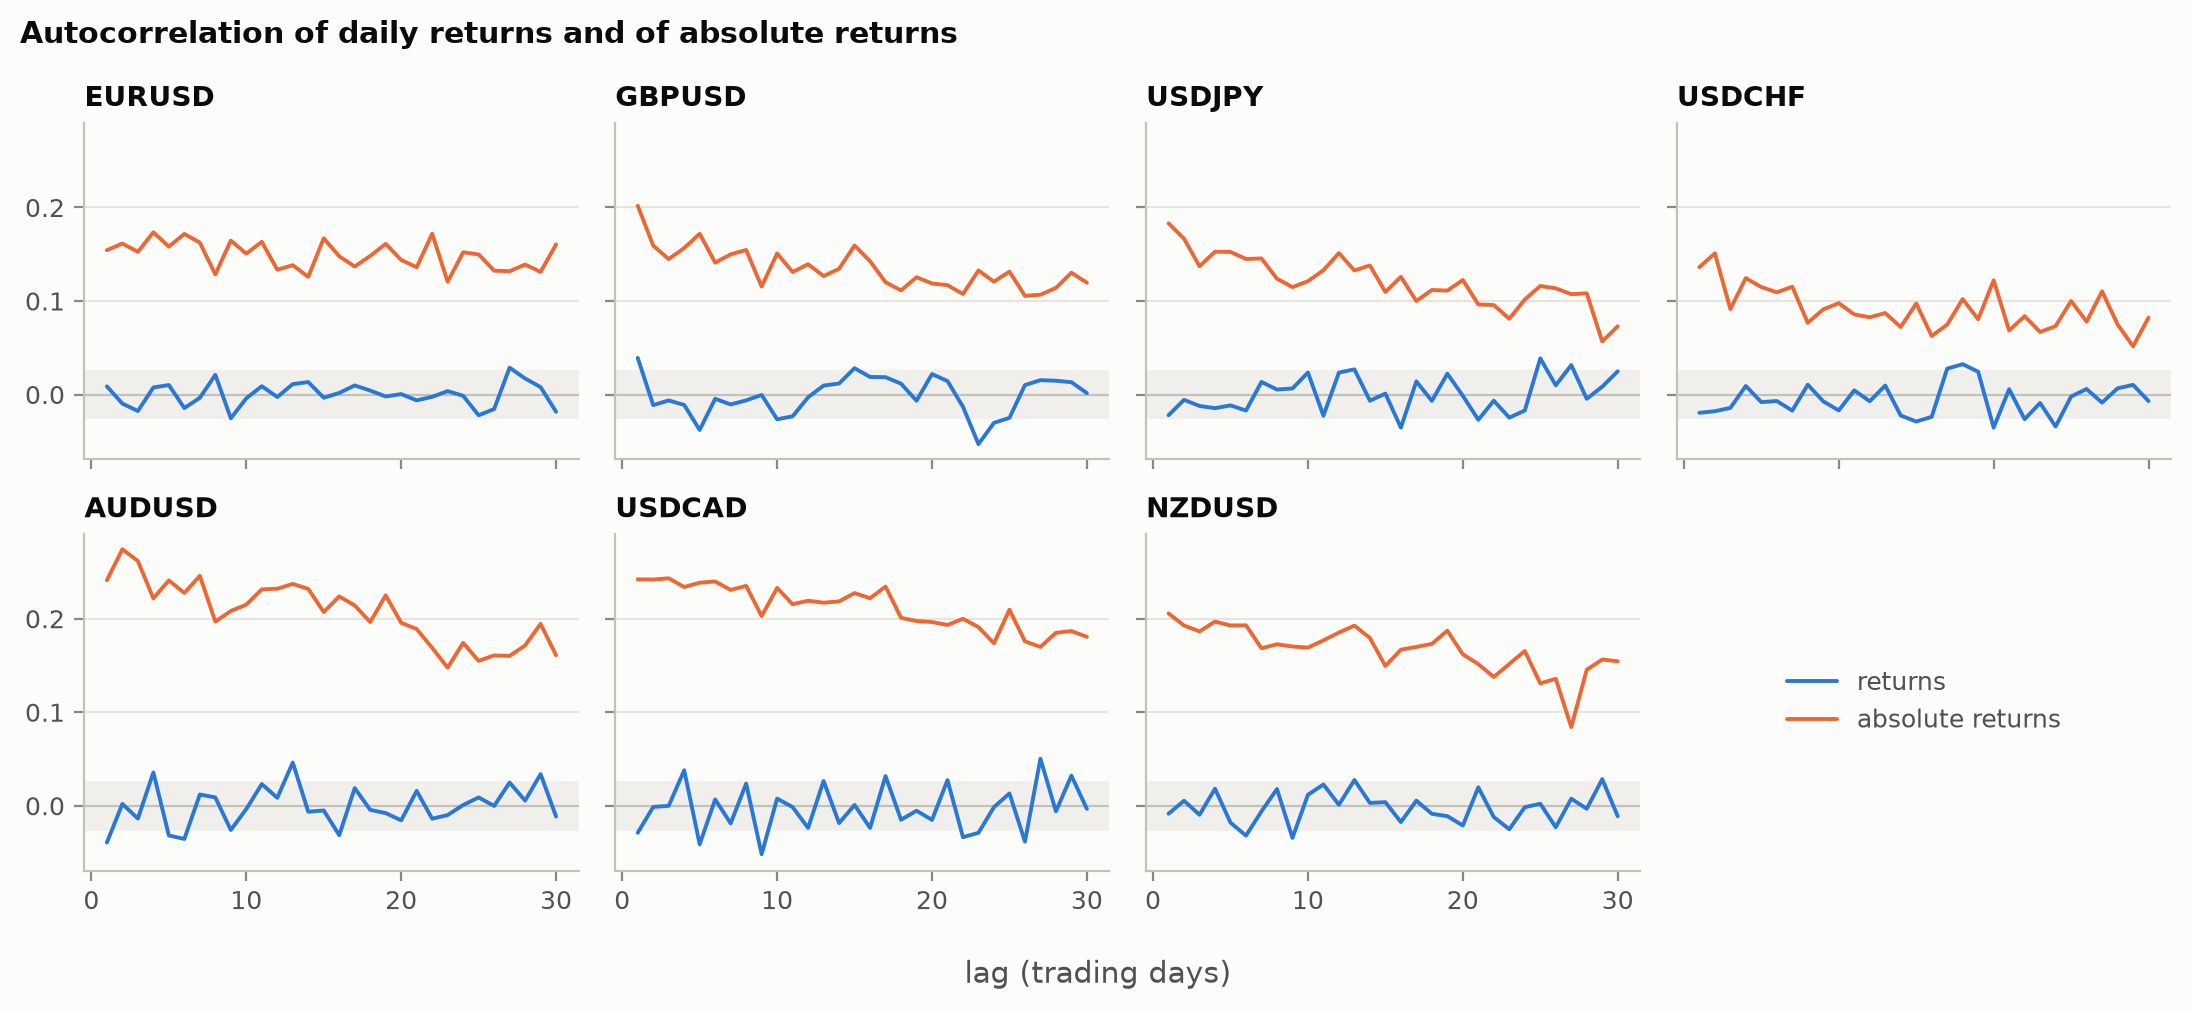 Autocorrelation of daily returns and of absolute returns
EURUSD
GBPUSD
USDJPY
USDCHF
0.2
0.1
0.0
AUDUSD
USDCAD
NZDUSD
0.2
0.1
0.0
returns
absolute returns
0 10 20 30
0 10 20 30
0 10 20 30
lag (trading days)